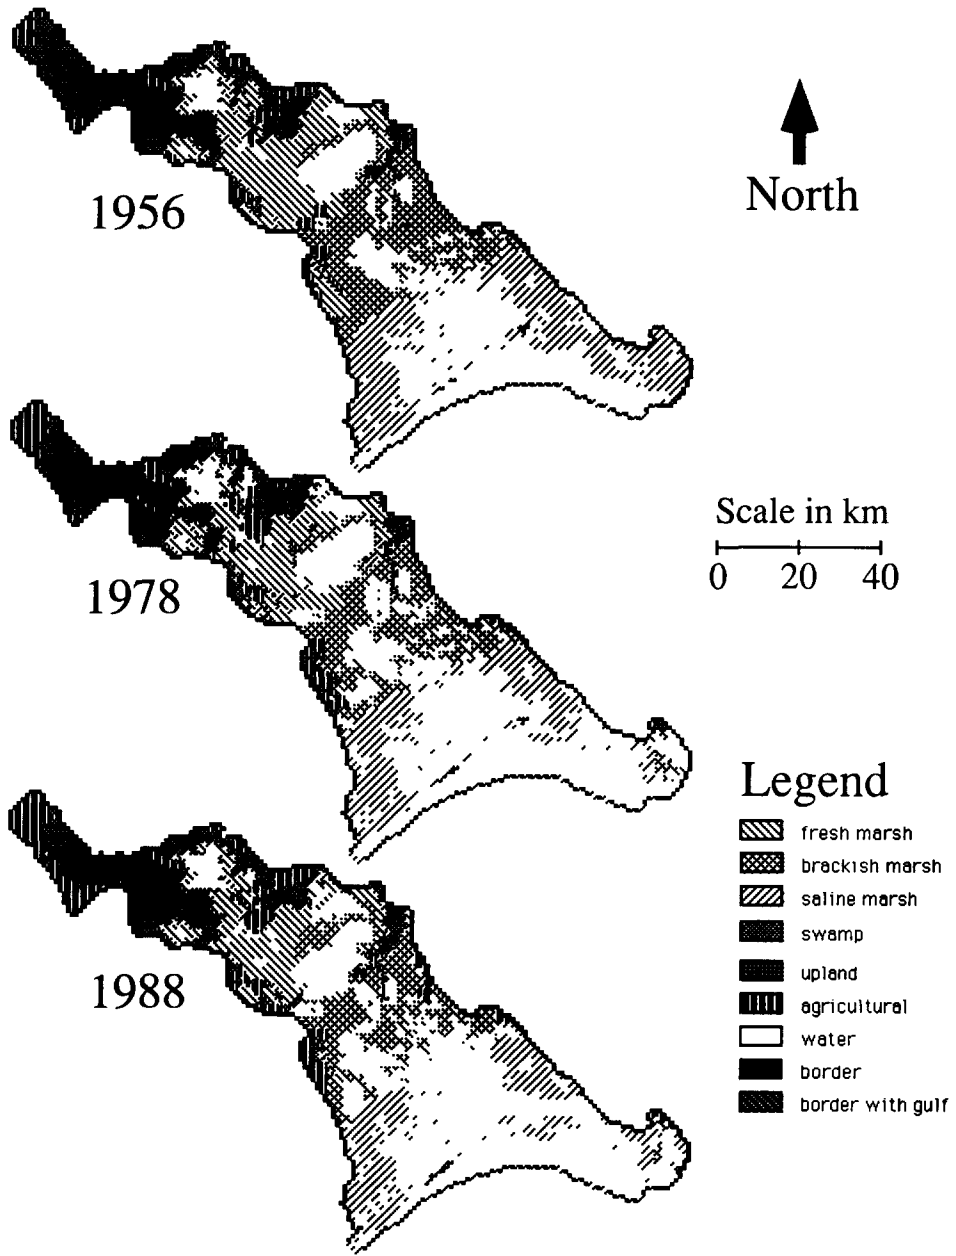 1956
North
1978
Scale in km
0 20 40
1988
Legend
fresh marsh
brackish marsh
saline marsh
swamp
upland
agricultural
water
border
border with gulf